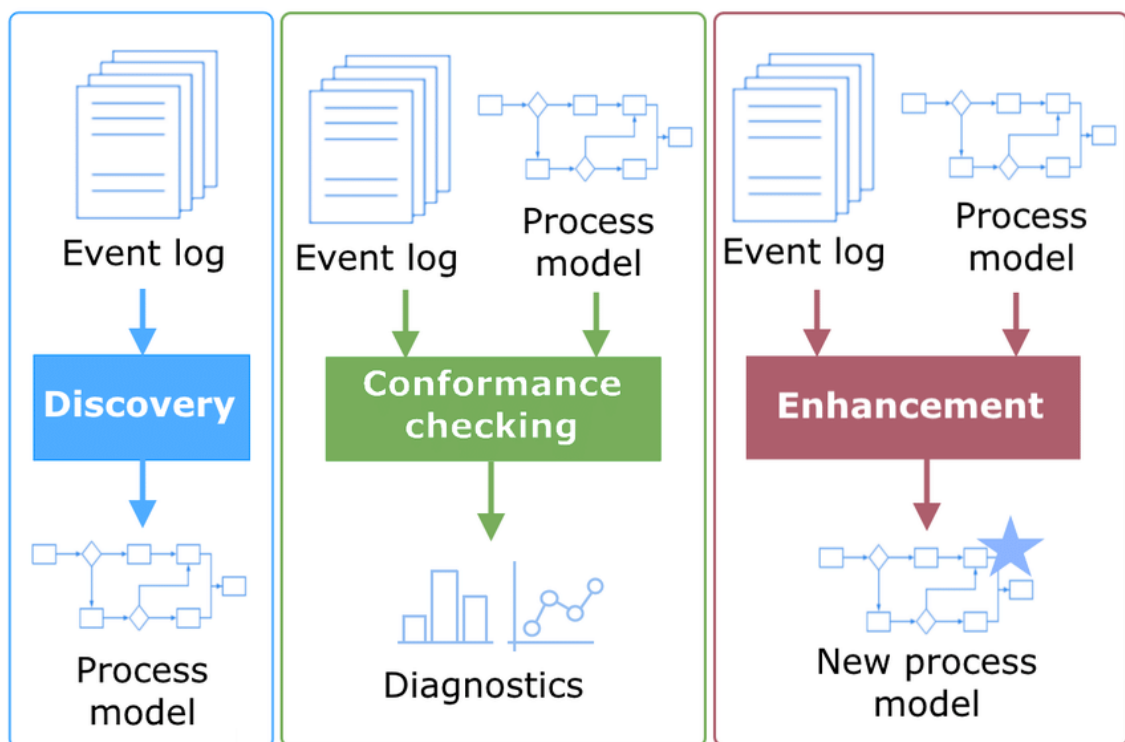 Event log
Discovery
Process
model
Event log
Process
model
Conformance
checking
Diagnostics
Event log
Process
model
Enhancement
New process
model